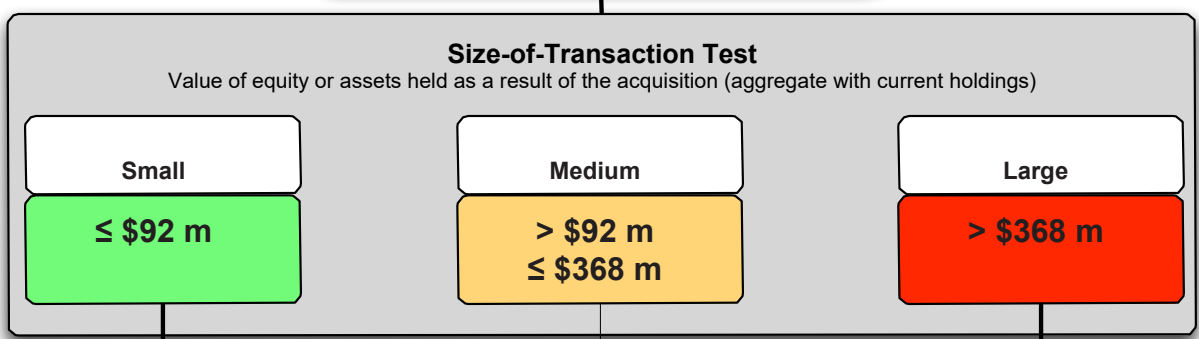 Size-of-Transaction Test
Value of equity or assets held as a result of the acquisition (aggregate with current holdings)
Small
Medium
Large
≤ $92 m
> $92 m
≤ $368 m
> $368 m